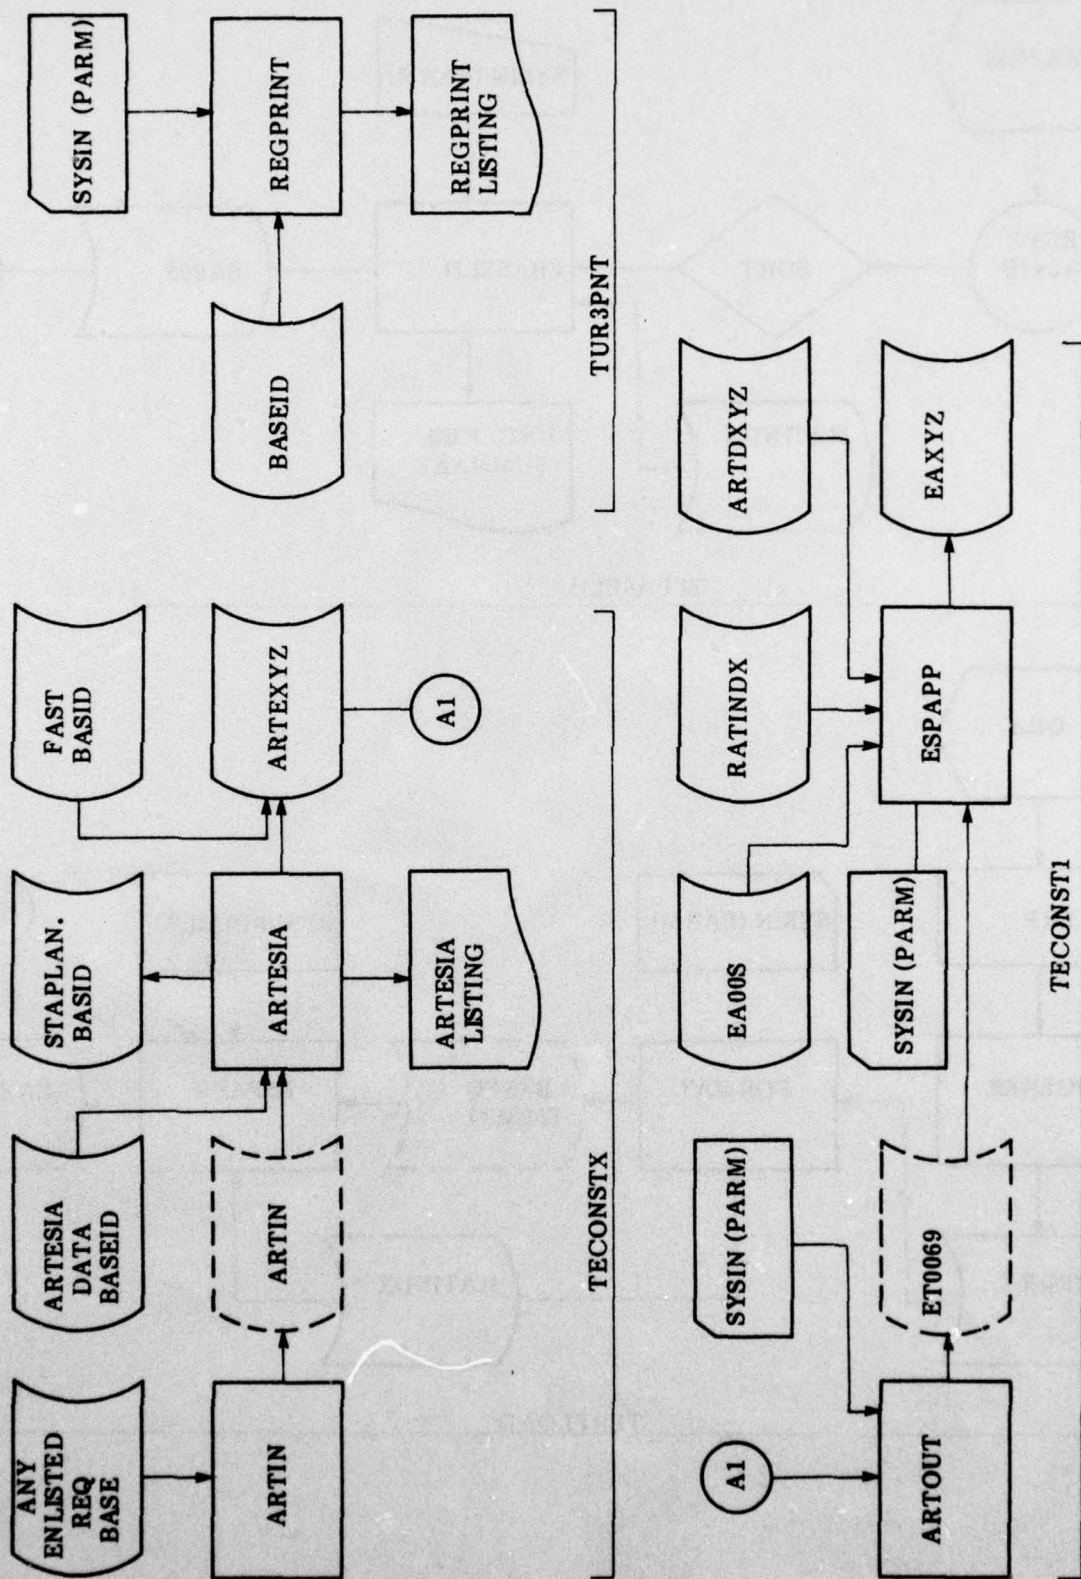 ANY
ENLISTED
REQ
BASE
ARTESIA
DATA
BASEID
STAPLAN.
BASID
FAST
BASID
ARTIN
ARTIN
ARTESIA
ARTEXYZ
ARTESIA
LISTING
A1
TECONSTX
SYSIN (PARM)
BASEID
REGPRINT
REGPRINT
LISTING
TUR3PNT
A1
SYSIN (PARM)
EA00S
RATINDX
ARTDXYZ
SYSIN (PARM)
ARTOUT
ET0069
ESPAPP
EAXYZ
TECONST1